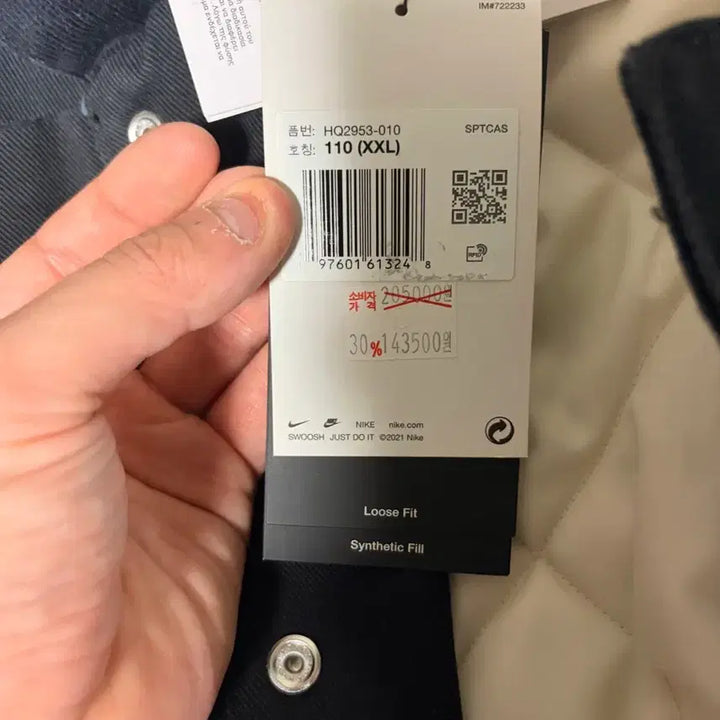 IM#722233
품번: HQ2953-010
SPTCAS
호칭: 110 (XXL)
97601 61324 8
RFID
소비자
가 격 205000원
30% 143500원
NIKE nike.com
SWOOSH JUST DO IT ©2021 Nike
Loose Fit
Synthetic Fill